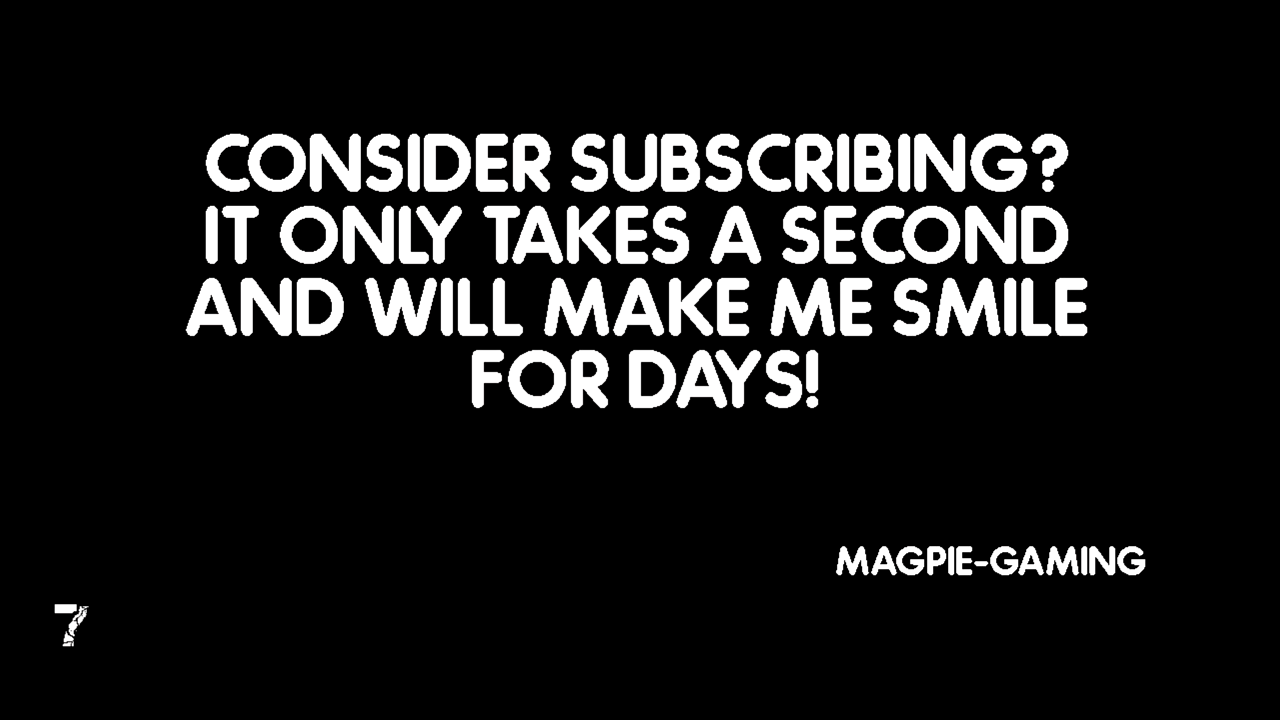 CONSIDER SUBSCRIBING?
IT ONLY TAKES A SECOND
AND WILL MAKE ME SMILE
FOR DAYS!
MAGPIE-GAMING
7